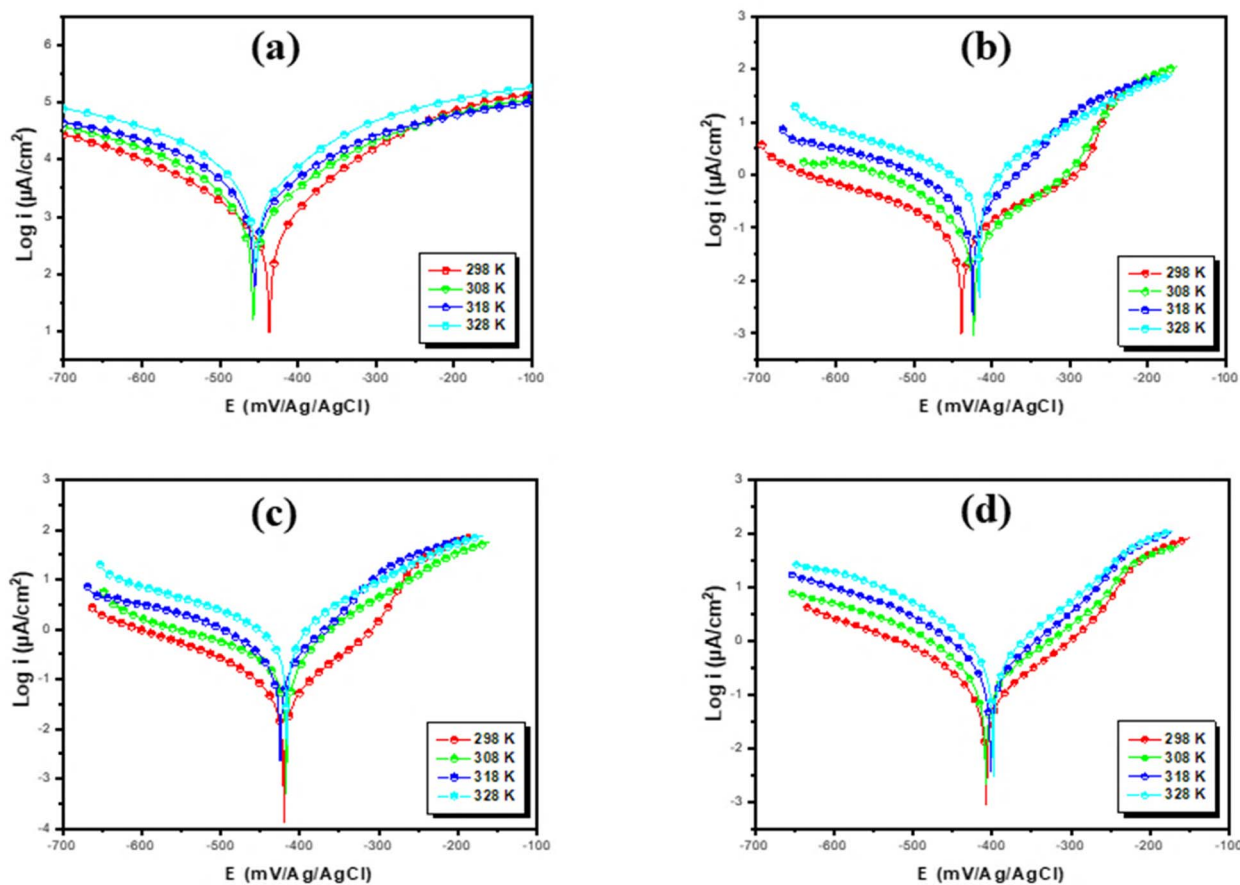 (a)
6
5
4
3
2
1
Log i (µA/cm²)
-700
-600
-500
-400
-300
-200
-100
E (mV/Ag/AgCl)
298 K
308 K
318 K
328 K
(b)
3
2
1
0
-1
-2
-3
Log i (µA/cm²)
-700
-600
-500
-400
-300
-200
-100
E (mV/Ag/AgCl)
298 K
308 K
318 K
328 K
(c)
3
2
1
0
-1
-2
-3
-4
Log i (µA/cm²)
-700
-600
-500
-400
-300
-200
-100
E (mV/Ag/AgCl)
298 K
308 K
318 K
328 K
(d)
3
2
1
0
-1
-2
-3
Log i (µA/cm²)
-700
-600
-500
-400
-300
-200
-100
E (mV/Ag/AgCl)
298 K
308 K
318 K
328 K